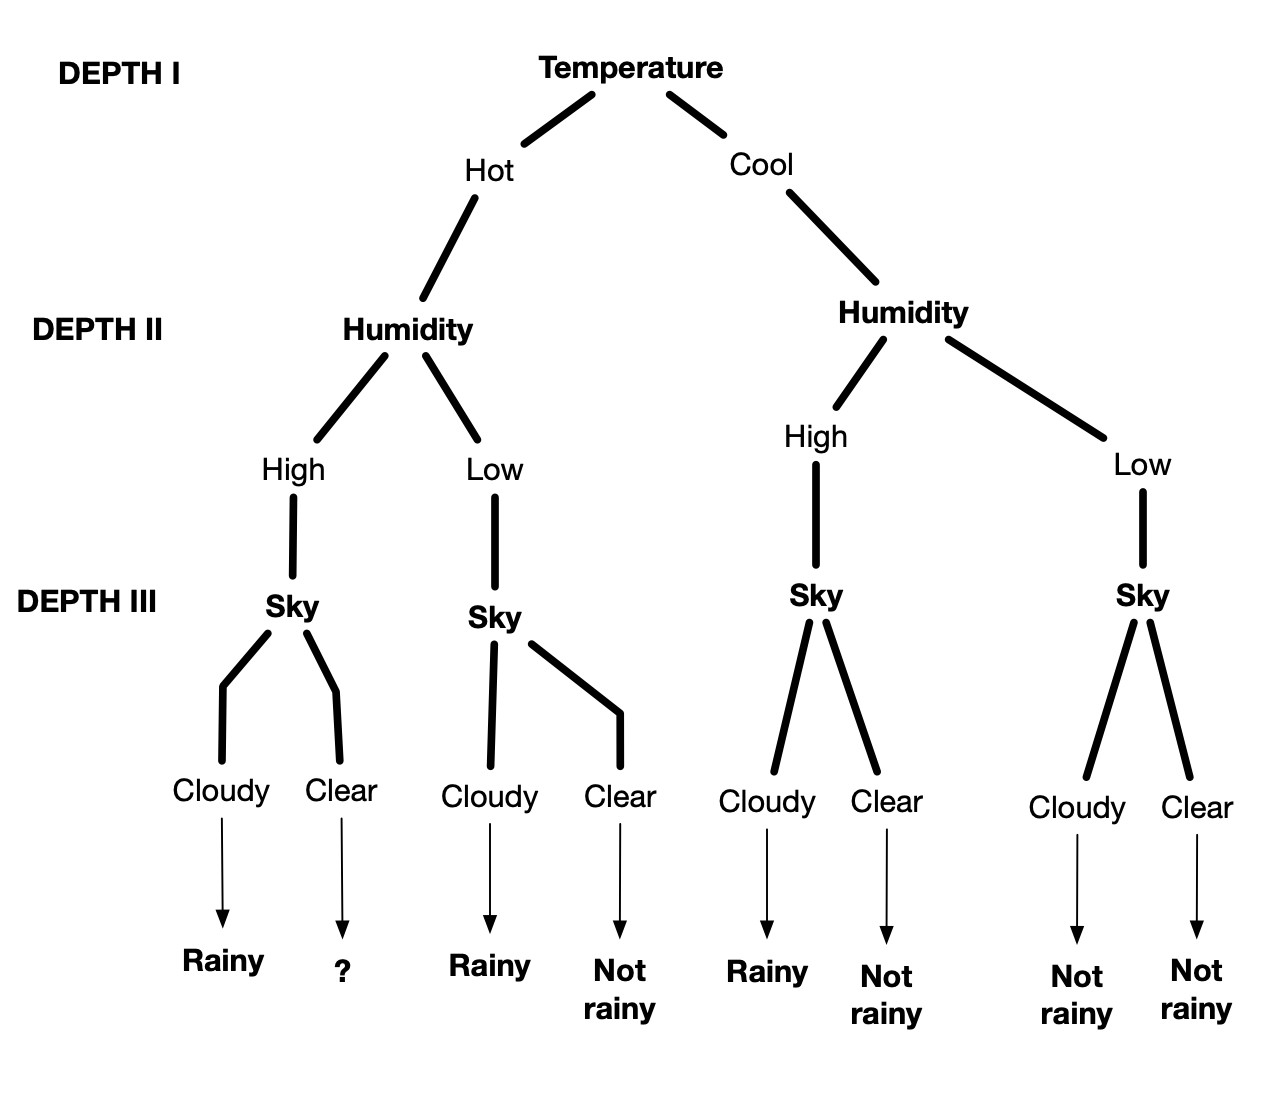 DEPTH I
Temperature
Hot
Cool
DEPTH II
Humidity
Humidity
High
Low
High
Low
DEPTH III
Sky
Sky
Sky
Sky
Cloudy
Clear
Cloudy
Clear
Cloudy
Clear
Cloudy
Clear
Rainy
?
Rainy
Not
rainy
Rainy
Not
rainy
Not
rainy
Not
rainy